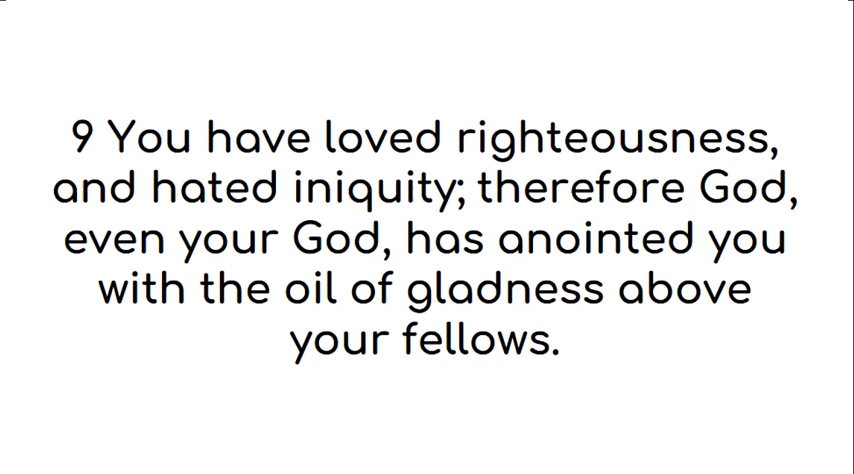 9 You have loved righteousness,
and hated iniquity; therefore God,
even your God, has anointed you
with the oil of gladness above
your fellows.